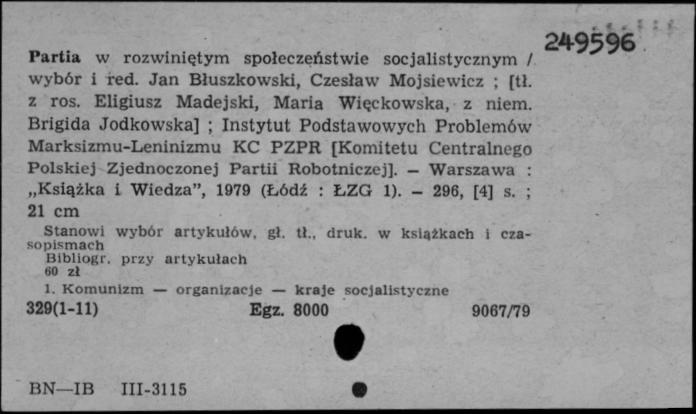 249596
Partia w rozwiniętym społeczeństwie socjalistycznym /
wybór i red. Jan Błuszkowski, Czesław Mojsiewicz ; [tł.
z ros. Eligiusz Madejski, Maria Więckowska, z niem.
Brigida Jodkowska] ; Instytut Podstawowych Problemów
Marksizmu-Leninizmu KC PZPR [Komitetu Centralnego
Polskiej Zjednoczonej Partii Robotniczej]. — Warszawa :
„Książka i Wiedza”, 1979 (Łódź : ŁZG 1). — 296, [4] s. ;
21 cm
Stanowi wybór artykułów, gł. tł., druk. w książkach i cza-
sopismach
Bibliogr. przy artykułach
60 zł
1. Komunizm — organizacje — kraje socjalistyczne
329(1-11) Egz. 8000 9067/79
BN—IB III-3115